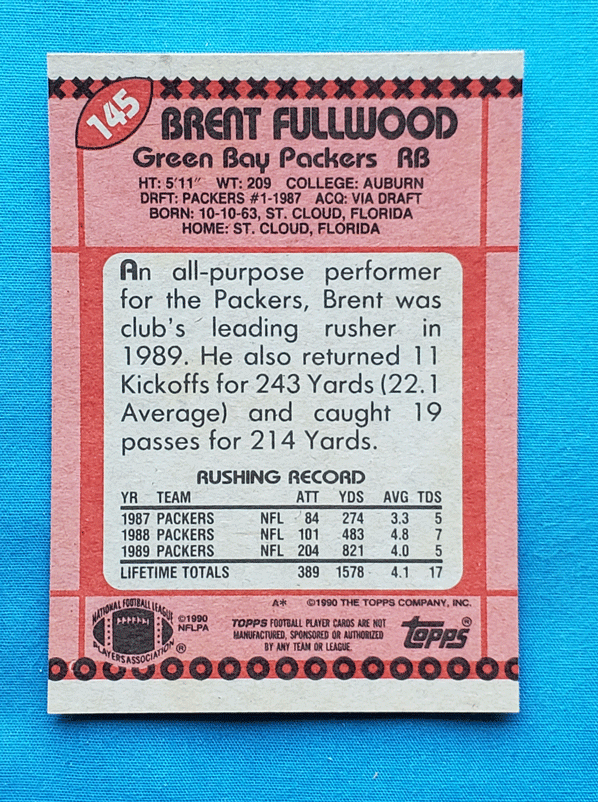 145
BRENT FULLWOOD
Green Bay Packers RB
HT: 5'11" WT: 209 COLLEGE: AUBURN
DRFT: PACKERS #1-1987 ACQ: VIA DRAFT
BORN: 10-10-63, ST. CLOUD, FLORIDA
HOME: ST. CLOUD, FLORIDA
An all-purpose performer
for the Packers, Brent was
club's leading rusher in
1989. He also returned 11
Kickoffs for 243 Yards (22.1
Average) and caught 19
passes for 214 Yards.
RUSHING RECORD
YR TEAM ATT YDS AVG TDS
1987 PACKERS NFL 84 274 3.3 5
1988 PACKERS NFL 101 483 4.8 7
1989 PACKERS NFL 204 821 4.0 5
LIFETIME TOTALS 389 1578 4.1 17
A* ©1990 THE TOPPS COMPANY, INC.
NATIONAL FOOTBALL LEAGUE
PLAYERS ASSOCIATION ®
©1990
NFLPA
TOPPS FOOTBALL PLAYER CARDS ARE NOT
MANUFACTURED, SPONSORED OR AUTHORIZED
BY ANY TEAM OR LEAGUE.
Topps ®